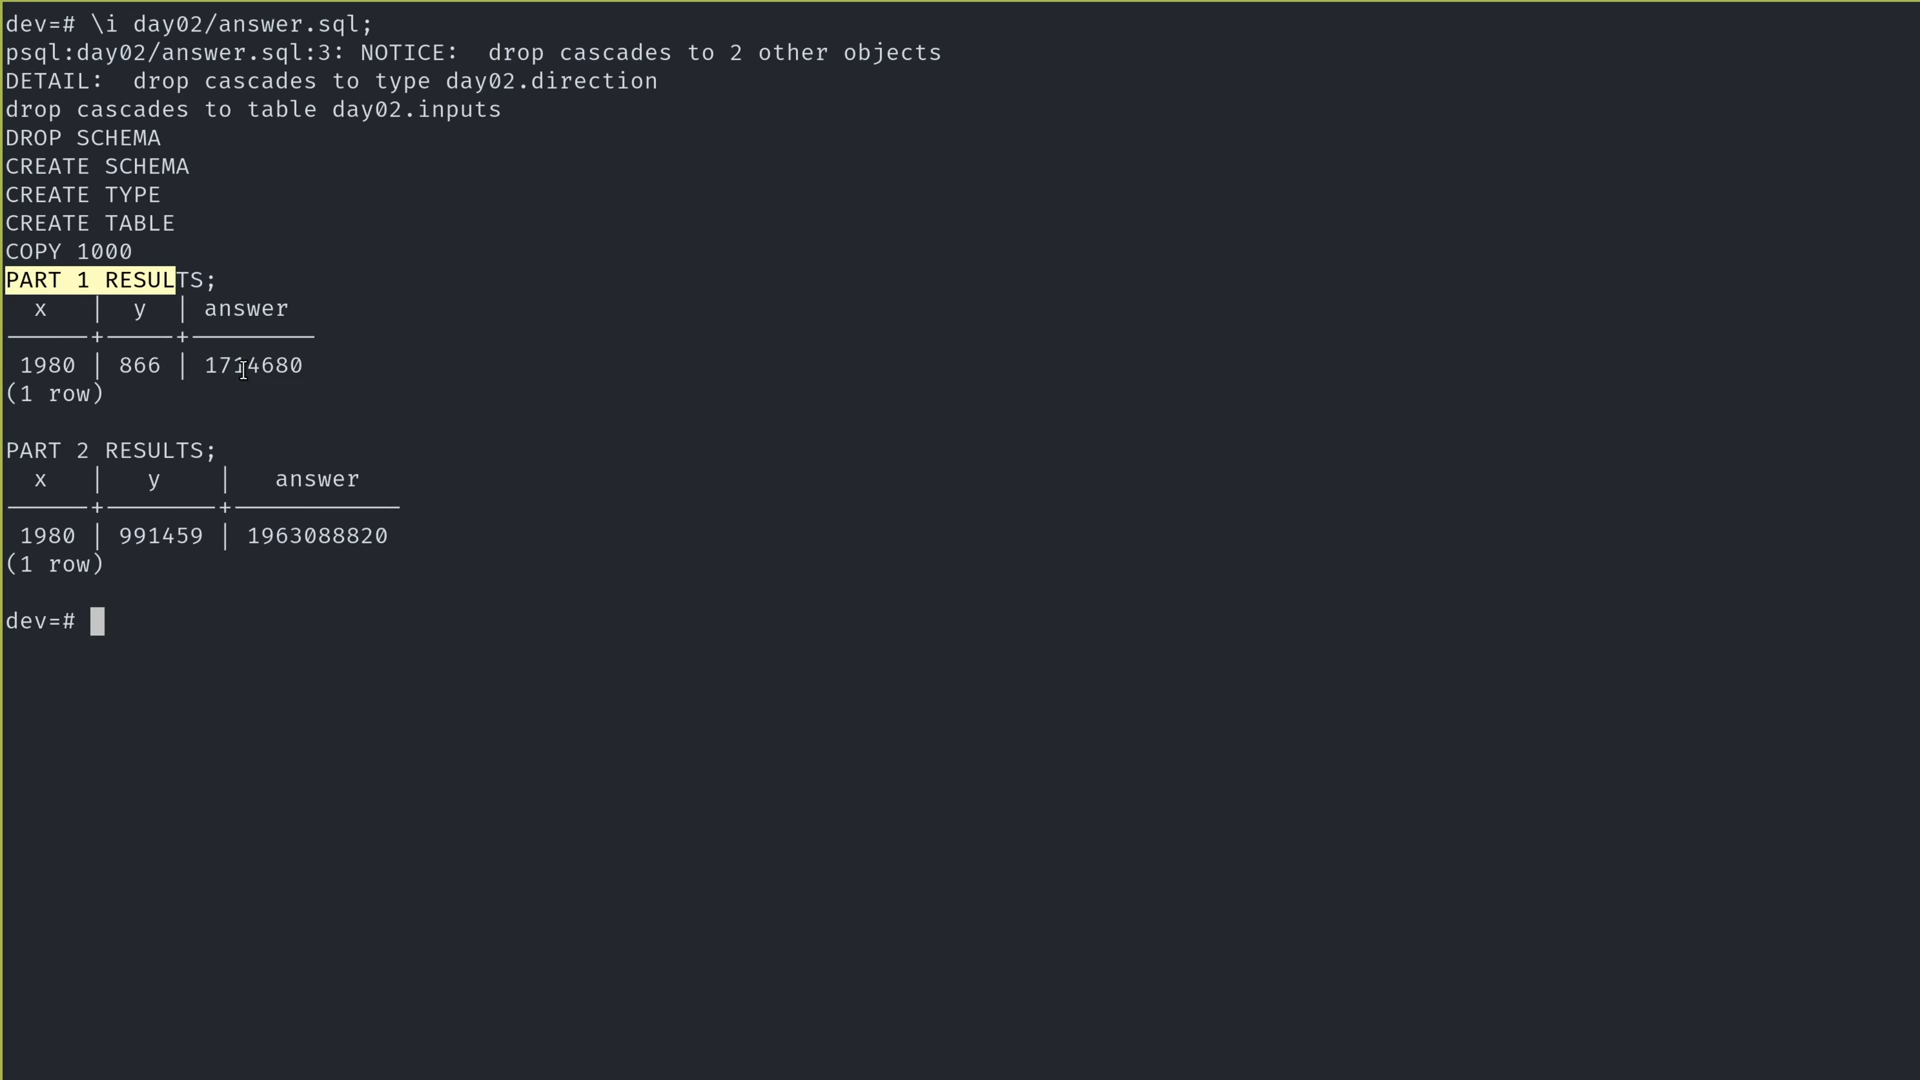 dev=# \i day02/answer.sql;
psql:day02/answer.sql:3: NOTICE:  drop cascades to 2 other objects
DETAIL:  drop cascades to type day02.direction
drop cascades to table day02.inputs
DROP SCHEMA
CREATE SCHEMA
CREATE TYPE
CREATE TABLE
COPY 1000
PART 1 RESULTS;
x | y | answer
1980 | 866 | 1714680
(1 row)
PART 2 RESULTS;
x | y | answer
1980 | 991459 | 1963088820
(1 row)
dev=#